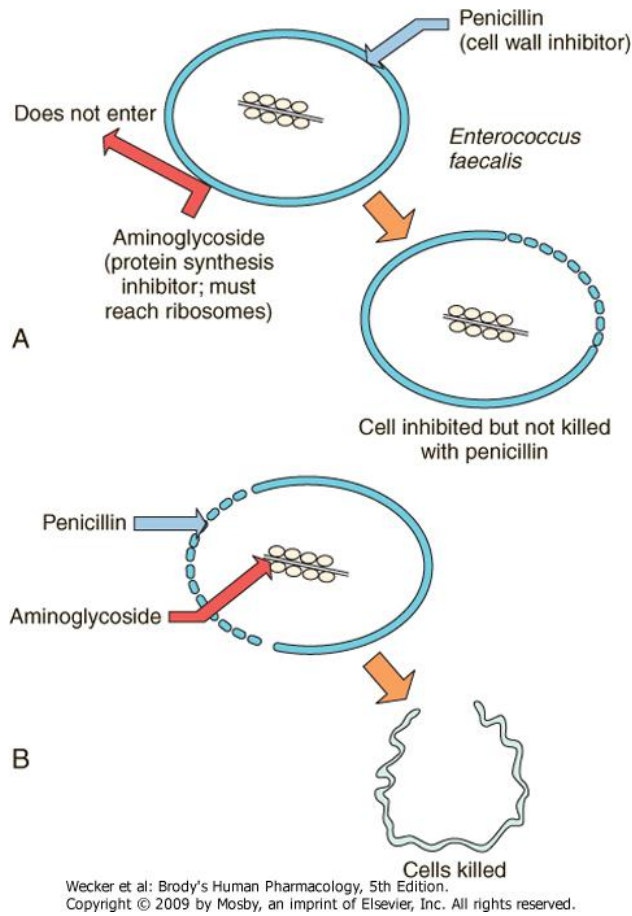 Penicillin
(cell wall inhibitor)
Does not enter
Enterococcus
faecalis
Aminoglycoside
(protein synthesis
inhibitor; must
reach ribosomes)
A
Cell inhibited but not killed
with penicillin
Penicillin
Aminoglycoside
B
Cells killed
Wecker et al: Brody's Human Pharmacology, 5th Edition.
Copyright © 2009 by Mosby, an imprint of Elsevier, Inc. All rights reserved.